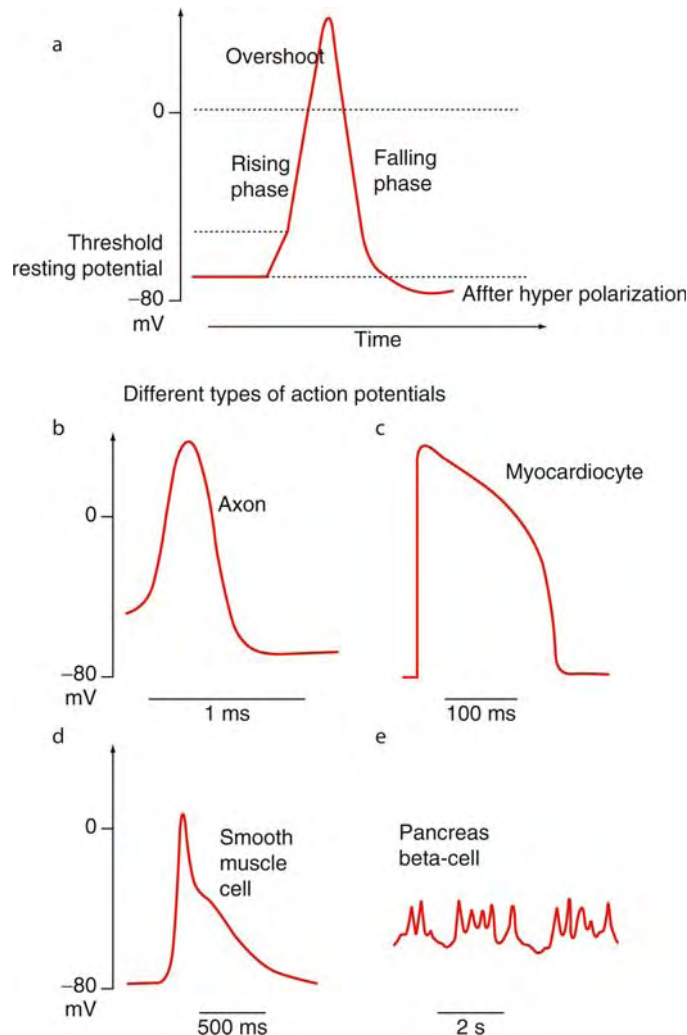 a
Overshoot
0
Rising
phase
Falling
phase
Threshold
resting potential
–80
mV
Affter hyper polarization
Time
Different types of action potentials
b
0
Axon
–80
mV
1 ms
c
Myocardiocyte
100 ms
d
0
Smooth
muscle
cell
–80
mV
500 ms
e
Pancreas
beta-cell
2 s